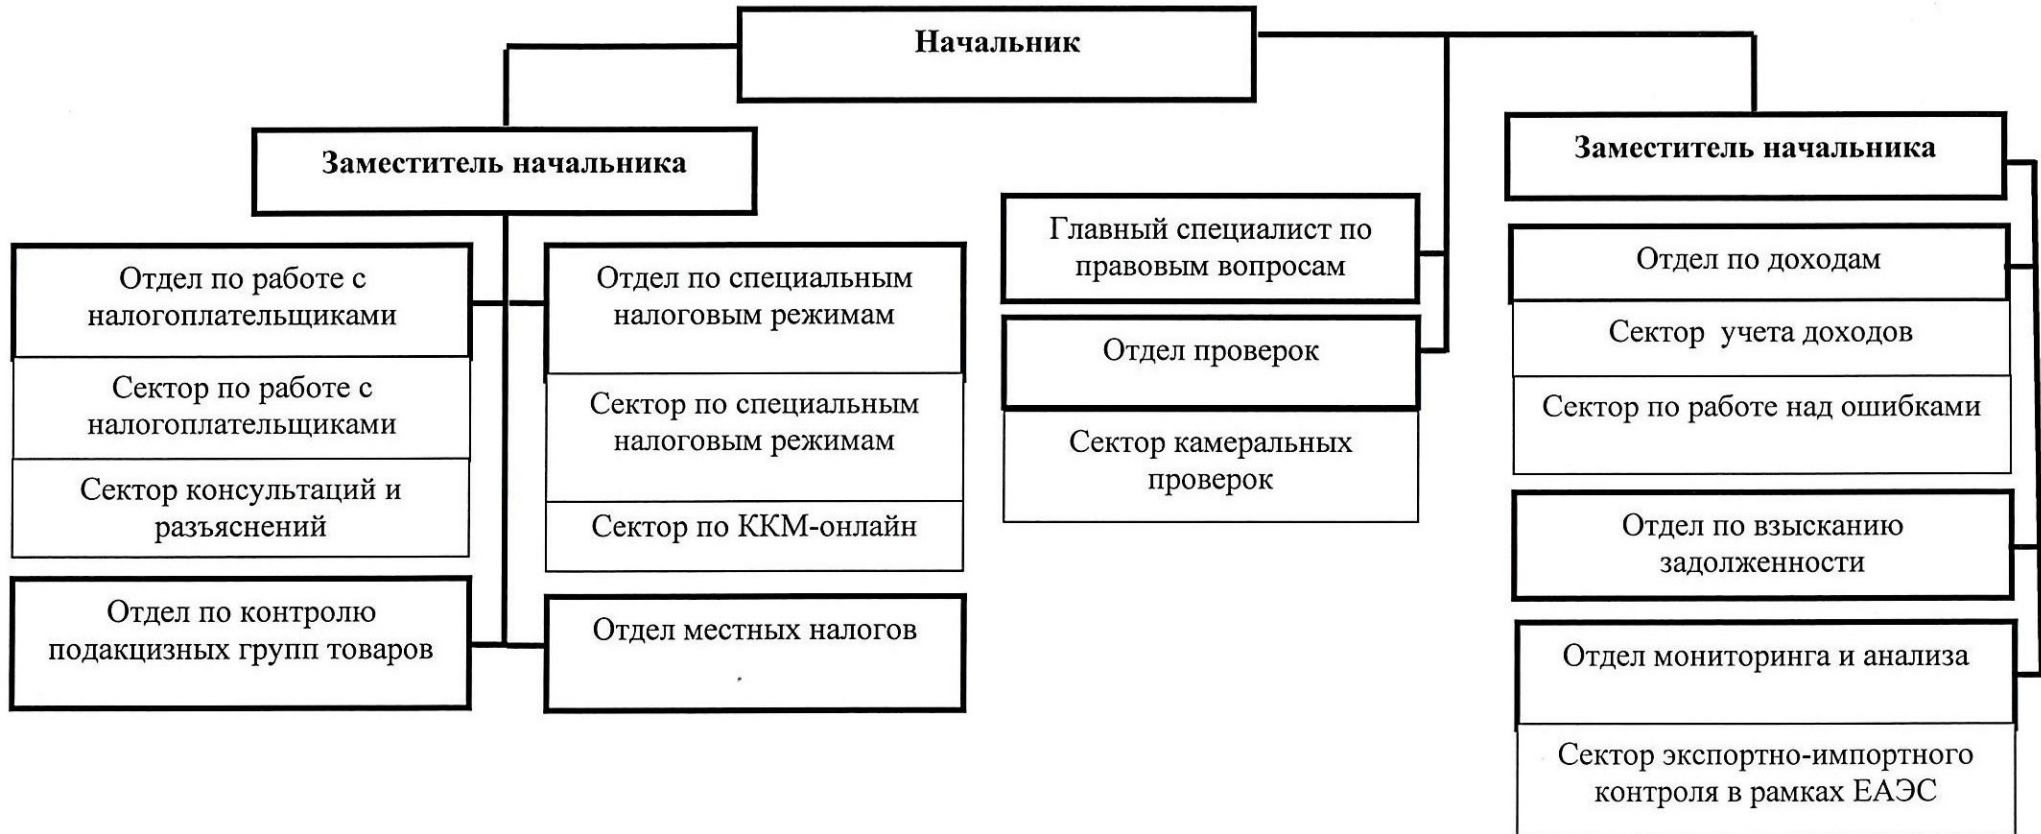 Начальник
Заместитель начальника
Отдел по работе с
налогоплательщиками
Сектор по работе с
налогоплательщиками
Сектор консультаций и
разъяснений
Отдел по контролю
подакцизных групп товаров
Отдел по специальным
налоговым режимам
Сектор по специальным
налоговым режимам
Сектор по ККМ-онлайн
Отдел местных налогов
Главный специалист по
правовым вопросам
Отдел проверок
Сектор камеральных
проверок
Заместитель начальника
Отдел по доходам
Сектор учета доходов
Сектор по работе над ошибками
Отдел по взысканию
задолженности
Отдел мониторинга и анализа
Сектор экспортно-импортного
контроля в рамках ЕАЭС